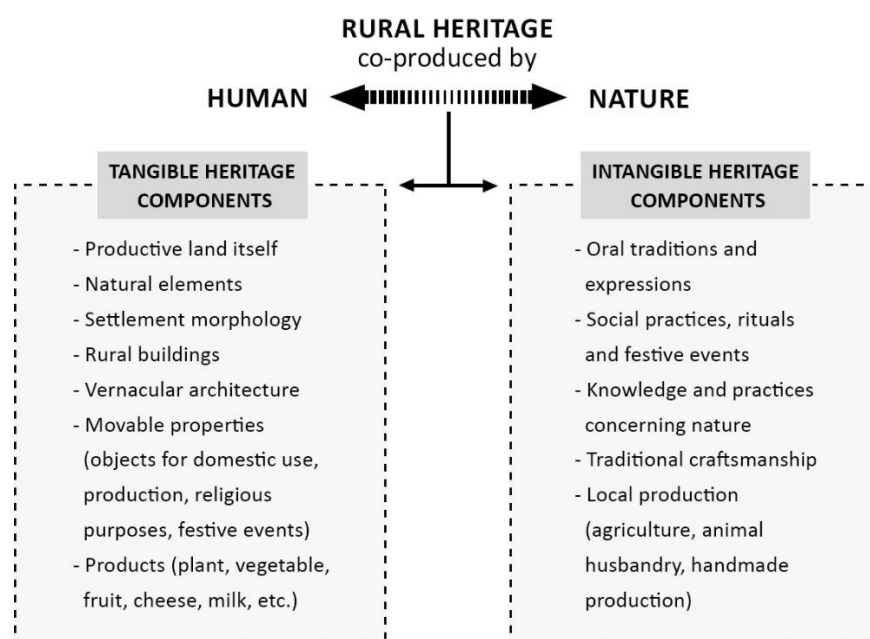 RURAL HERITAGE
co-produced by
HUMAN
NATURE
TANGIBLE HERITAGE
COMPONENTS
- Productive land itself
- Natural elements
- Settlement morphology
- Rural buildings
- Vernacular architecture
- Movable properties
(objects for domestic use,
production, religious
purposes, festive events)
- Products (plant, vegetable,
fruit, cheese, milk, etc.)
INTANGIBLE HERITAGE
COMPONENTS
- Oral traditions and
expressions
- Social practices, rituals
and festive events
- Knowledge and practices
concerning nature
- Traditional craftsmanship
- Local production
(agriculture, animal
husbandry, handmade
production)